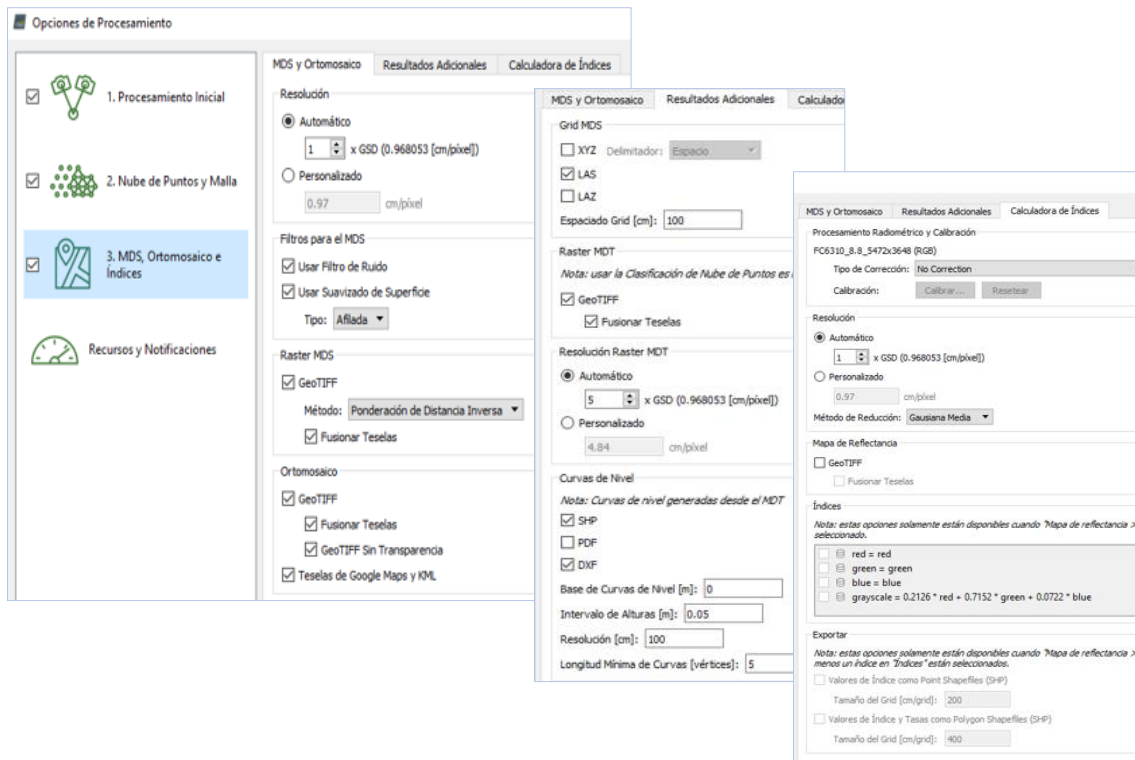 Opciones de Procesamiento
1. Procesamiento Inicial
2. Nube de Puntos y Malla
3. MDS, Ortomosaico e
Índices
Recursos y Notificaciones
MDS y Ortomosaico Resultados Adicionales Calculadora de Índices
Resolución
Automático
1 x GSD (0.968053 [cm/píxel])
Personalizado
0.97 cm/píxel
Filtros para el MDS
Usar Filtro de Ruido
Usar Suavizado de Superficie
Tipo: Afilada
Raster MDS
GeoTIFF
Método: Ponderación de Distancia Inversa
Fusionar Teselas
Ortomosaico
GeoTIFF
Fusionar Teselas
GeoTIFF Sin Transparencia
Teselas de Google Maps y KML
MDS y Ortomosaico Resultados Adicionales Calculado
Grid MDS
XYZ Delimitador: Espacio
LAS
LAZ
Espaciado Grid [cm]: 100
Raster MDT
Nota: usar la Clasificación de Nube de Puntos es
GeoTIFF
Fusionar Teselas
Resolución Raster MDT
Automático
5 x GSD (0.968053 [cm/píxel])
Personalizado
4.84 cm/píxel
Curvas de Nivel
Nota: Curvas de nivel generadas desde el MDT
SHP
PDF
DXF
Base de Curvas de Nivel [m]: 0
Intervalo de Alturas [m]: 0.05
Resolución [cm]: 100
Longitud Mínima de Curvas [vértices]: 5
MDS y Ortomosaico Resultados Adicionales Calculadora de Índices
Procesamiento Radiométrico y Calibración
FC6310_8.8_5472x3648 (RGB)
Tipo de Corrección: No Correction
Calibración: Calibrar... Resetear
Resolución
Automático
1 x GSD (0.968053 [cm/píxel])
Personalizado
0.97 cm/píxel
Método de Reducción: Gausiana Media
Mapa de Reflectancia
GeoTIFF
Fusionar Teselas
Índices
Nota: estas opciones solamente están disponibles cuando "Mapa de reflectancia >
seleccionado.
red = red
green = green
blue = blue
grayscale = 0.2126 * red + 0.7152 * green + 0.0722 * blue
Exportar
Nota: estas opciones solamente están disponibles cuando "Mapa de reflectancia >
menos un índice en "Índices" están seleccionados.
Valores de Índice como Point Shapefiles (SHP)
Tamaño del Grid [cm/grid]: 200
Valores de Índice y Tasas como Polygon Shapefiles (SHP)
Tamaño del Grid [cm/grid]: 400